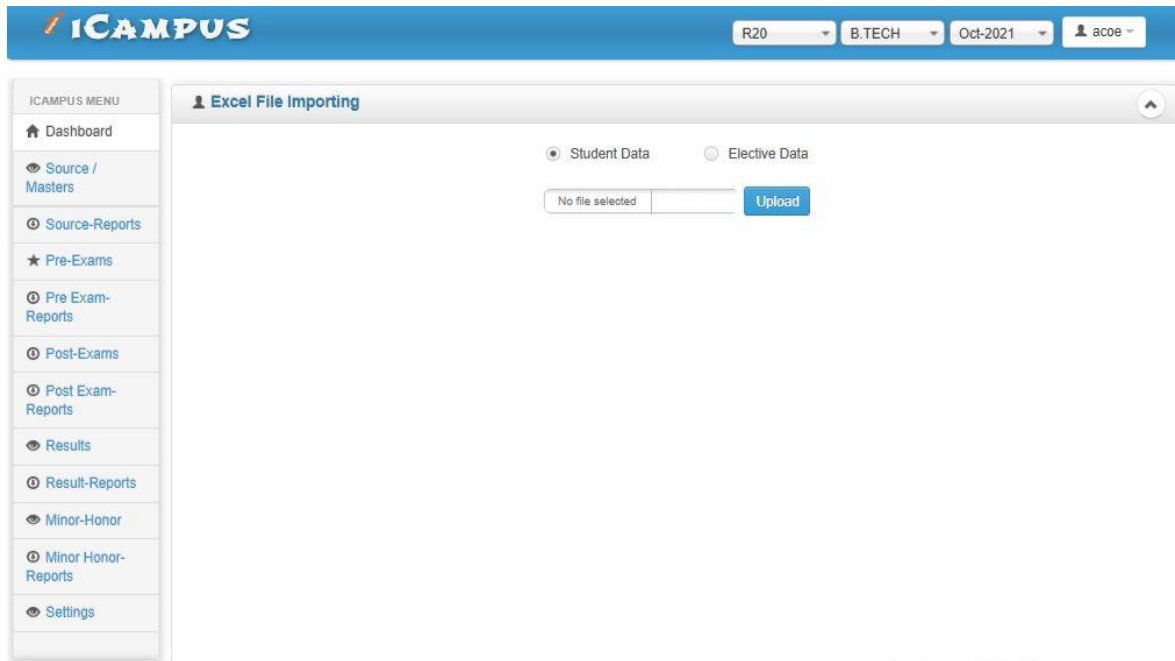 iCampus
R20
B.TECH
Oct-2021
acoe
ICAMPUS MENU
Dashboard
Source /
Masters
Source-Reports
Pre-Exams
Pre Exam-
Reports
Post-Exams
Post Exam-
Reports
Results
Result-Reports
Minor-Honor
Minor Honor-
Reports
Settings
Excel File Importing
Student Data
Elective Data
No file selected
Upload